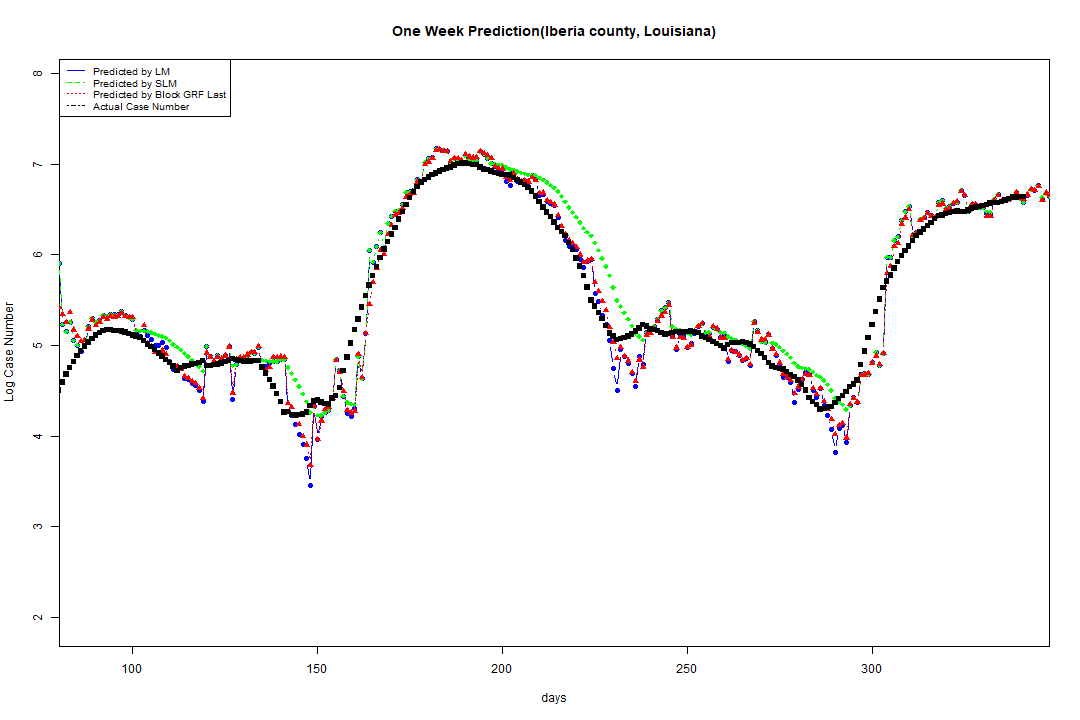 One Week Prediction(Iberia county, Louisiana)
Predicted by LM
Predicted by SLM
Predicted by Block GRF Last
Actual Case Number
Log Case Number
8
7
6
5
4
3
2
100 150 200 250 300
days